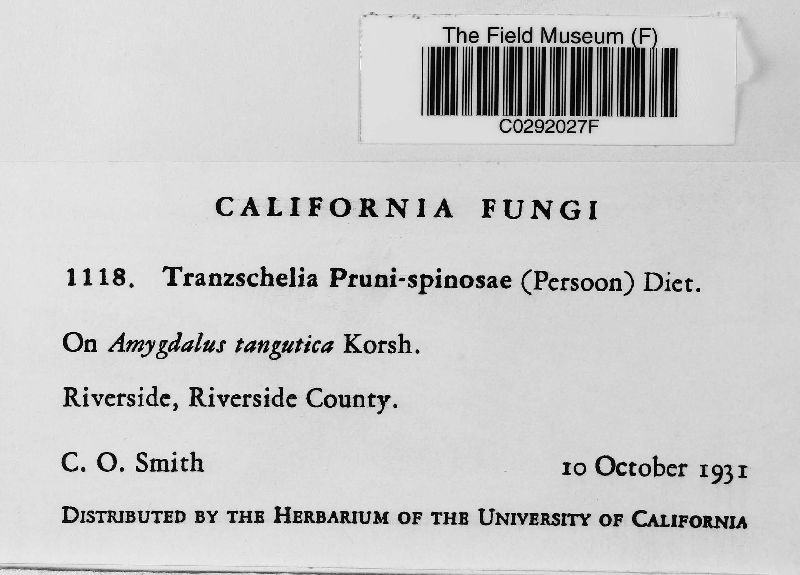 The Field Museum (F)
C0292027F
CALIFORNIA FUNGI
1118. Tranzschelia Pruni-spinosae (Persoon) Diet.
On Amygdalus tangutica Korsh.
Riverside, Riverside County.
C. O. Smith 10 October 1931
DISTRIBUTED BY THE HERBARIUM OF THE UNIVERSITY OF CALIFORNIA